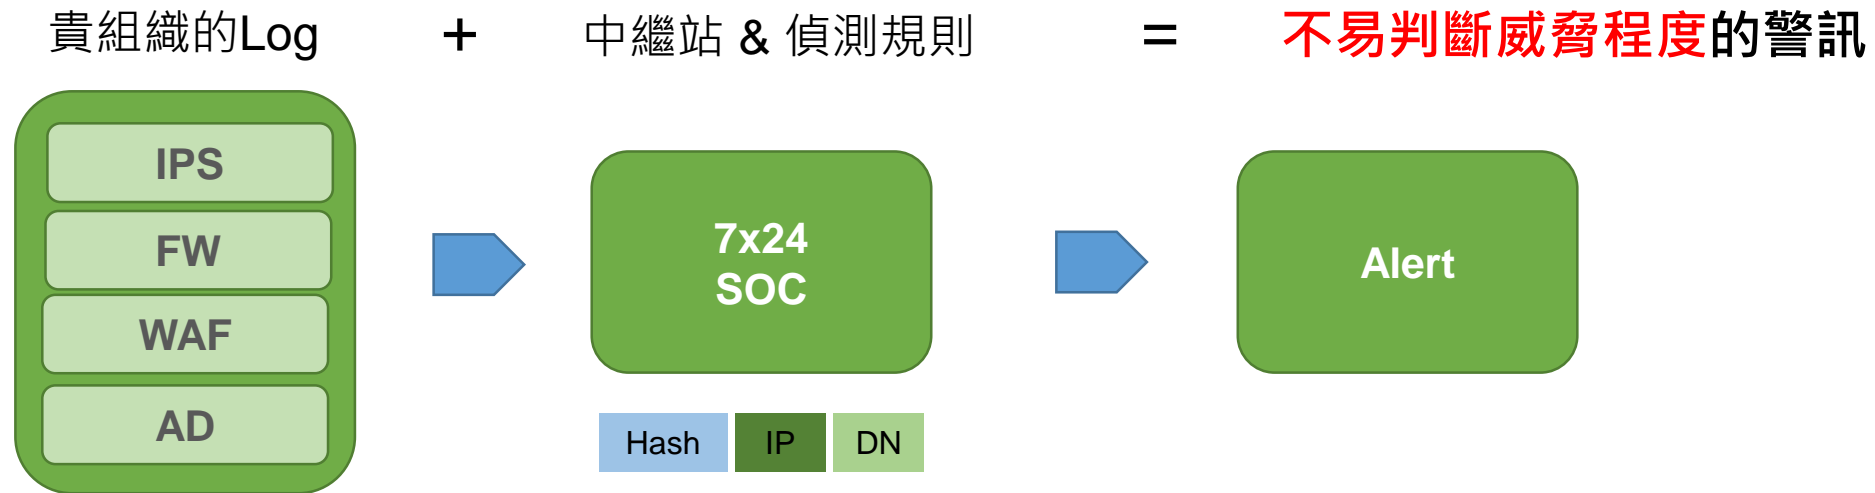 貴組織的Log + 中繼站 & 偵測規則 = 不易判斷威脅程度的警訊
IPS
FW
WAF
AD
7x24
SOC
Hash IP DN
Alert